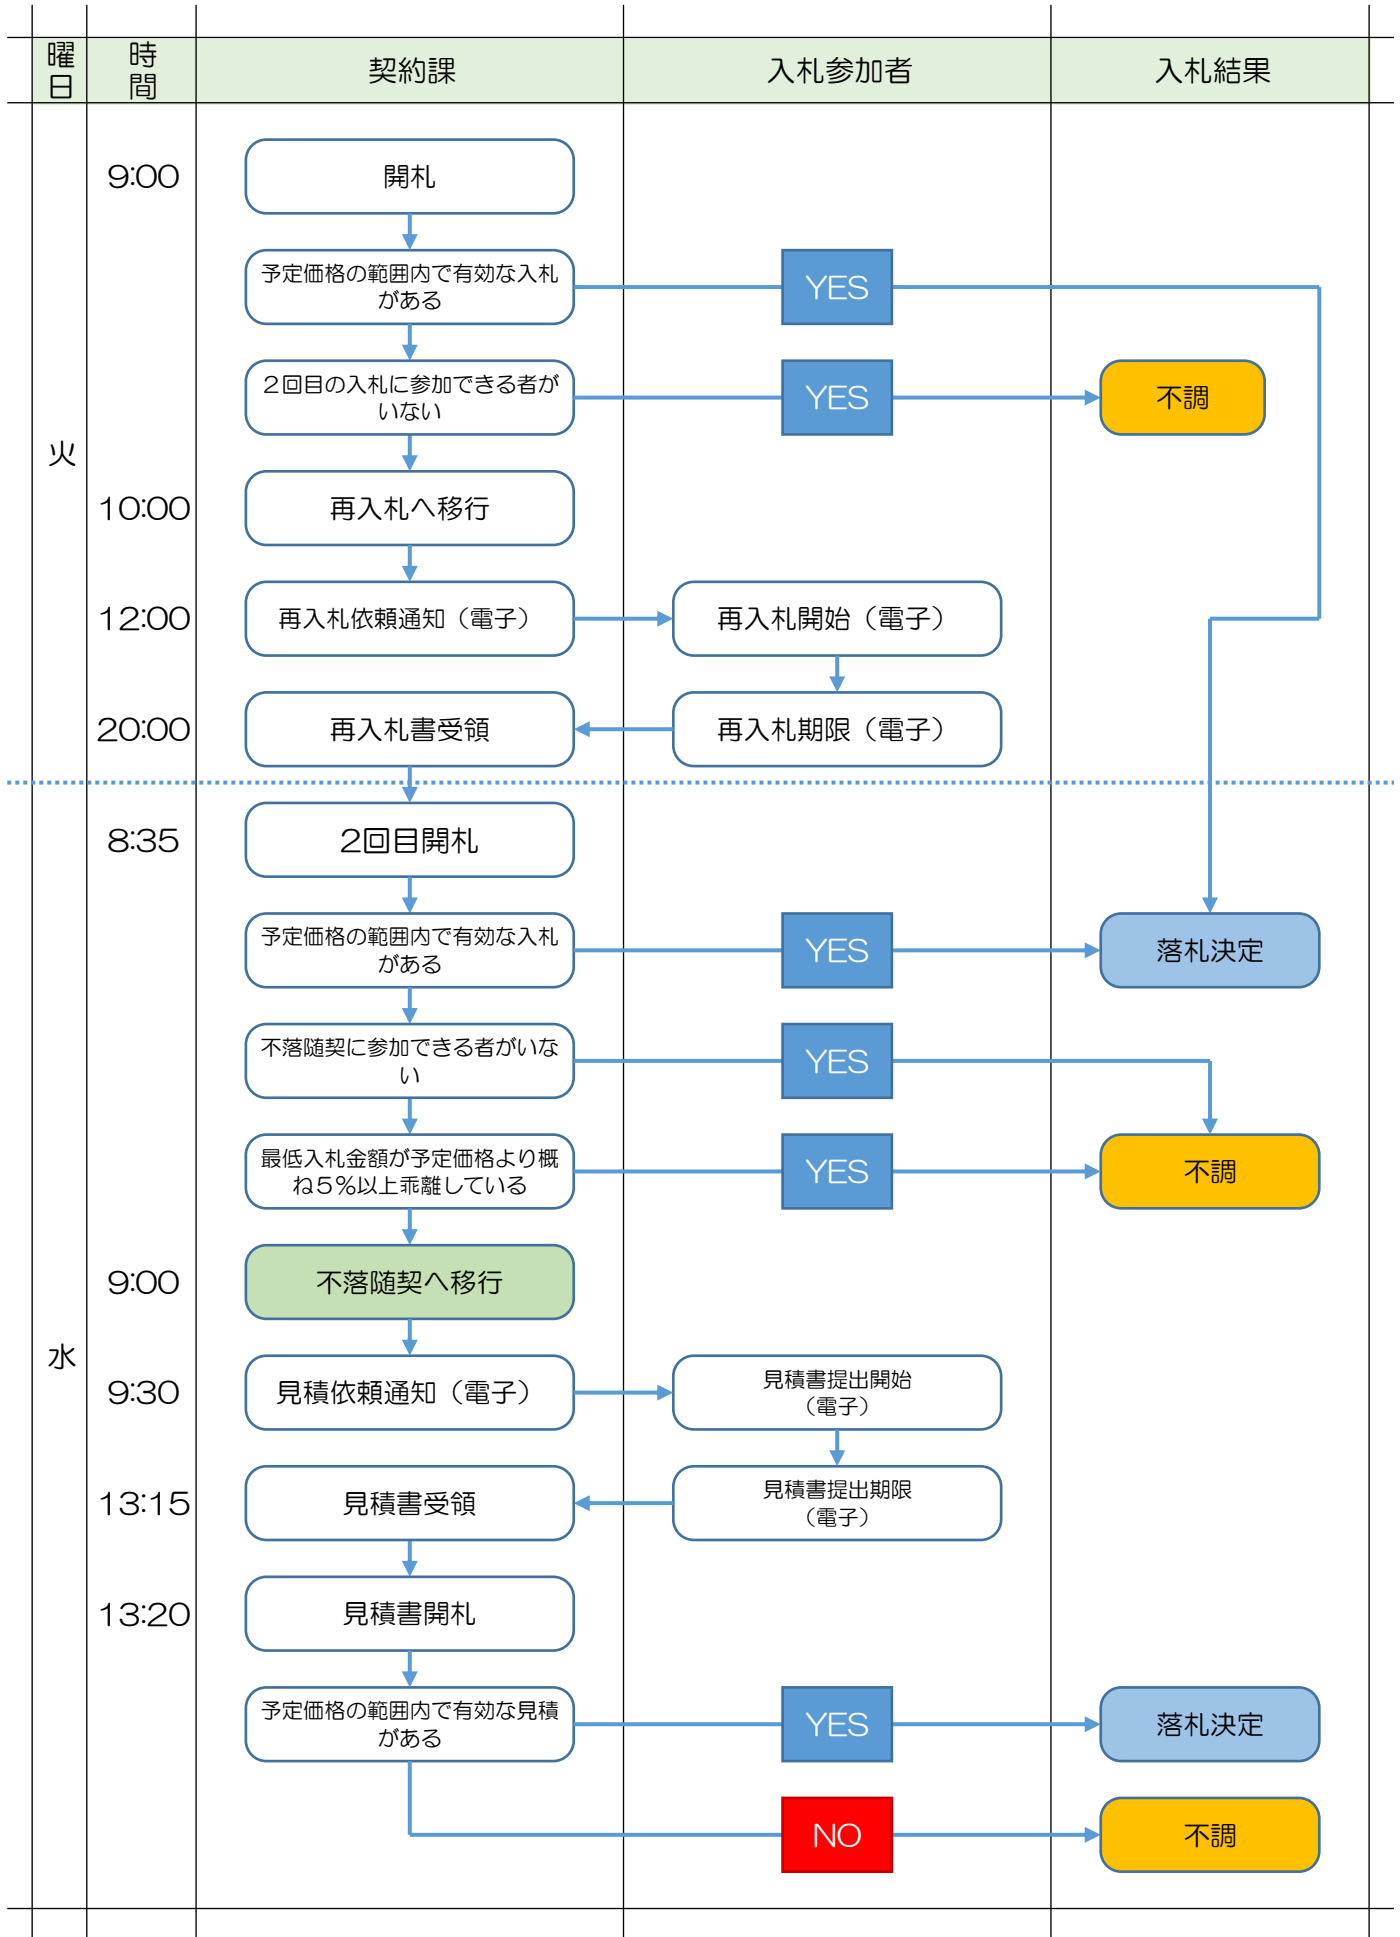 曜日
時間
契約課
入札参加者
入札結果
火
9:00
開札
予定価格の範囲内で有効な入札
がある
YES
2回目の入札に参加できる者が
いない
YES
不調
10:00
再入札へ移行
12:00
再入札依頼通知（電子）
再入札開始（電子）
20:00
再入札書受領
再入札期限（電子）
水
8:35
2回目開札
予定価格の範囲内で有効な入札
がある
YES
落札決定
不落随契に参加できる者がいな
い
YES
最低入札金額が予定価格より概
ね5％以上乖離している
YES
不調
9:00
不落随契へ移行
9:30
見積依頼通知（電子）
見積書提出開始
（電子）
13:15
見積書受領
見積書提出期限
（電子）
13:20
見積書開札
予定価格の範囲内で有効な見積
がある
YES
落札決定
NO
不調